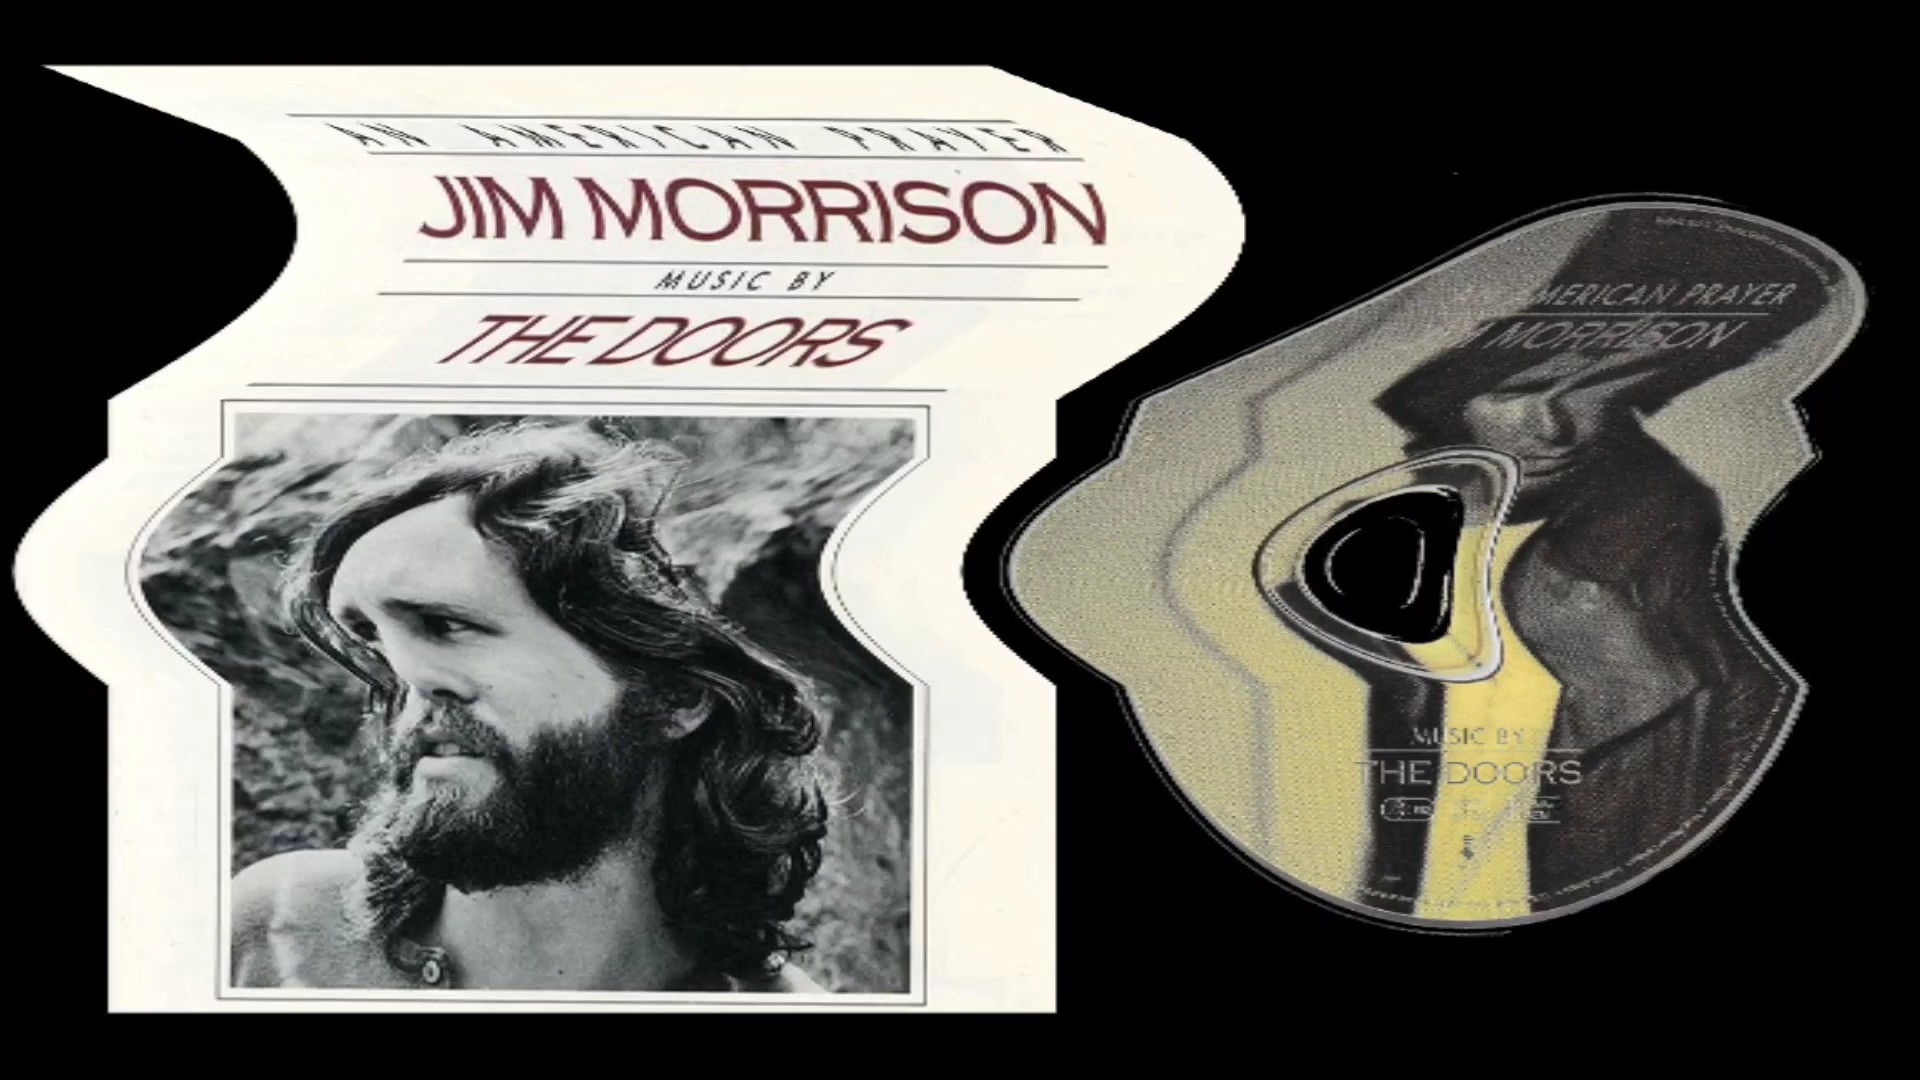 AN AMERICAN PRAYER
JIM MORRISON
MUSIC BY
THE DOORS
AMERICAN PRAYER
MORRISON
MUSIC BY
THE DOORS